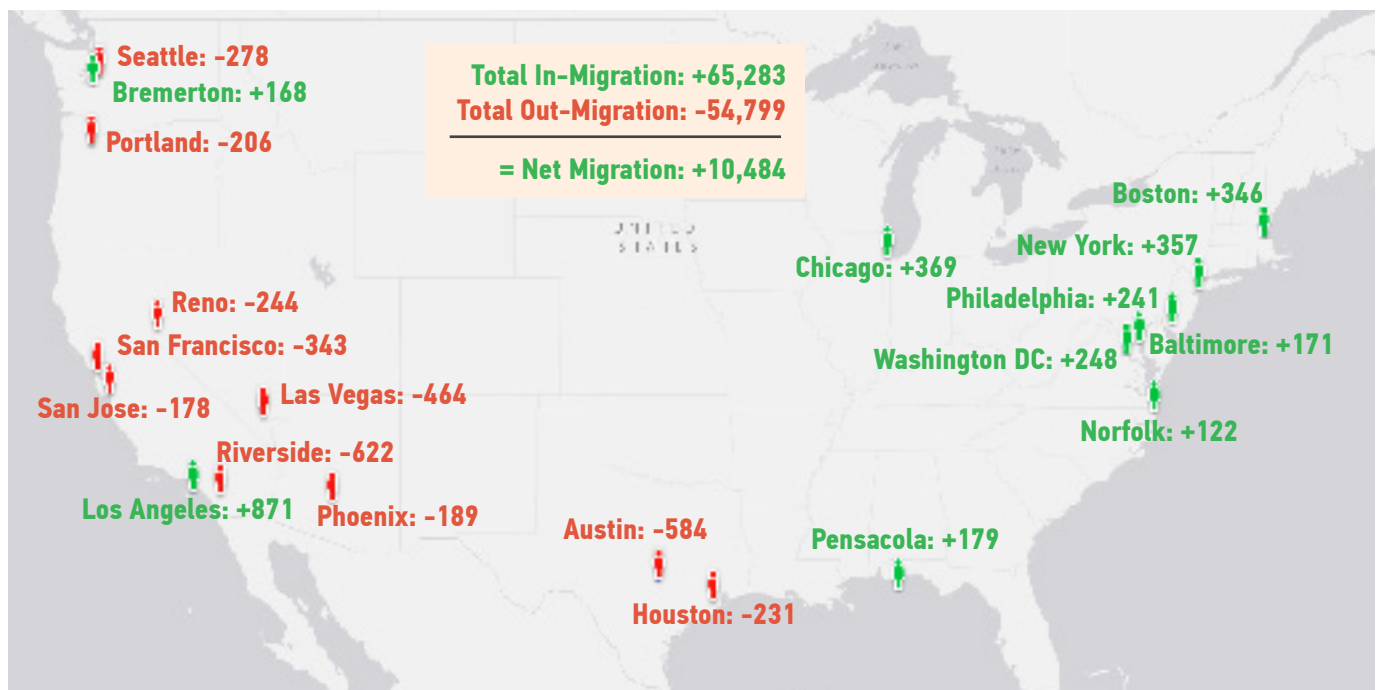 Seattle: -278
Bremerton: +168
Portland: -206
Total In-Migration: +65,283
Total Out-Migration: -54,799
= Net Migration: +10,484
UNITED
STATES
Boston: +346
New York: +357
Chicago: +369
Philadelphia: +241
Baltimore: +171
Washington DC: +248
Norfolk: +122
Reno: -244
San Francisco: -343
Las Vegas: -464
San Jose: -178
Riverside: -622
Los Angeles: +871
Phoenix: -189
Austin: -584
Houston: -231
Pensacola: +179